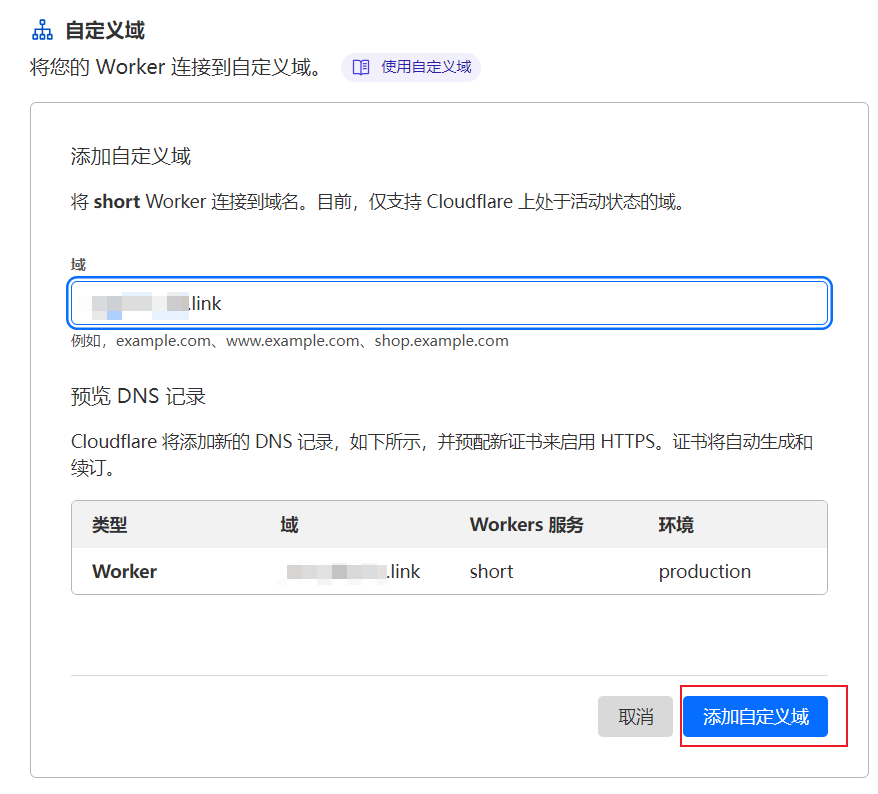 自定义域
将您的 Worker 连接到自定义域。 使用自定义域
添加自定义域
将 short Worker 连接到域名。目前，仅支持 Cloudflare 上处于活动状态的域。
域
.link
例如，example.com、www.example.com、shop.example.com
预览 DNS 记录
Cloudflare 将添加新的 DNS 记录，如下所示，并预配新证书来启用 HTTPS。证书将自动生成和
续订。
类型 域 Workers 服务 环境
Worker .link short production
取消 添加自定义域